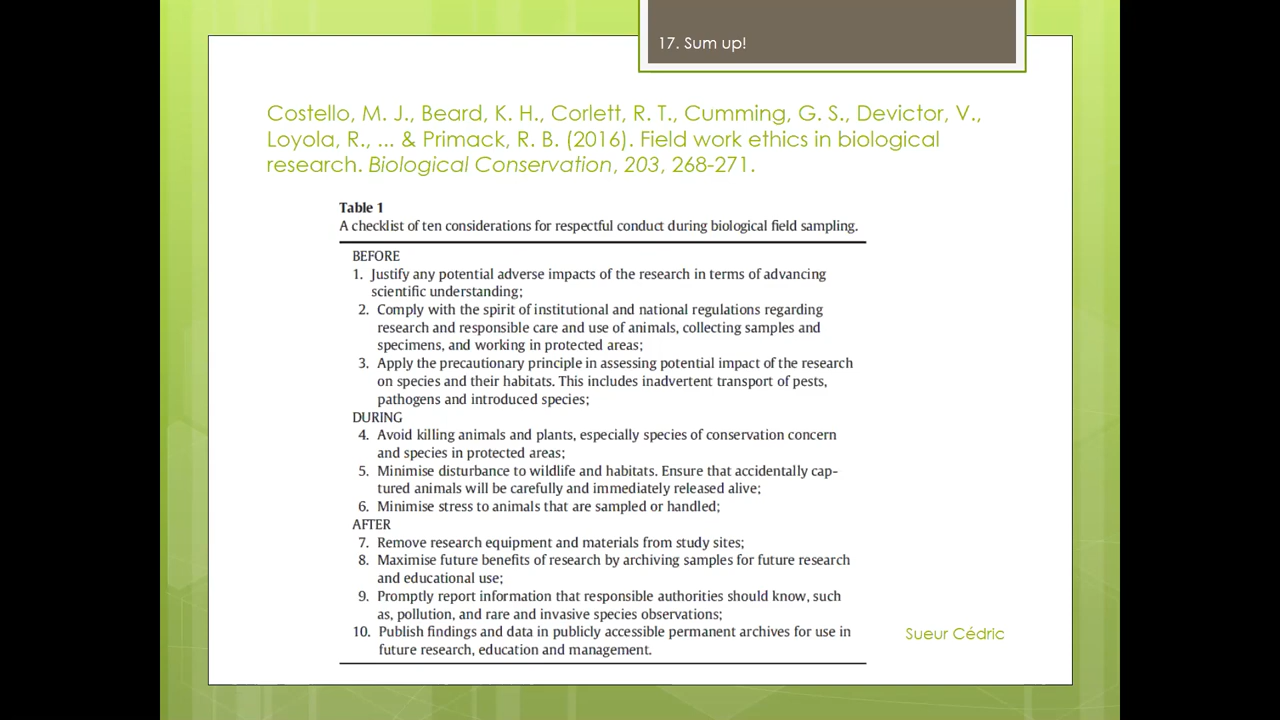 17. Sum up!
Costello, M. J., Beard, K. H., Corlett, R. T., Cumming, G. S., Devictor, V.,
Loyola, R., ... & Primack, R. B. (2016). Field work ethics in biological
research. Biological Conservation, 203, 268-271.
Table 1
A checklist of ten considerations for respectful conduct during biological field sampling.
BEFORE
1. Justify any potential adverse impacts of the research in terms of advancing
scientific understanding;
2. Comply with the spirit of institutional and national regulations regarding
research and responsible care and use of animals, collecting samples and
specimens, and working in protected areas;
3. Apply the precautionary principle in assessing potential impact of the research
on species and their habitats. This includes inadvertent transport of pests,
pathogens and introduced species;
DURING
4. Avoid killing animals and plants, especially species of conservation concern
and species in protected areas;
5. Minimise disturbance to wildlife and habitats. Ensure that accidentally cap-
tured animals will be carefully and immediately released alive;
6. Minimise stress to animals that are sampled or handled;
AFTER
7. Remove research equipment and materials from study sites;
8. Maximise future benefits of research by archiving samples for future research
and educational use;
9. Promptly report information that responsible authorities should know, such
as, pollution, and rare and invasive species observations;
10. Publish findings and data in publicly accessible permanent archives for use in
future research, education and management.
Sueur Cédric